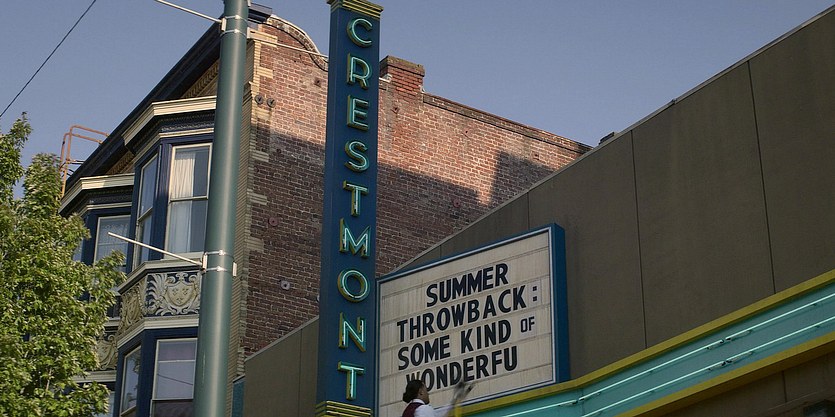 CRESTMONT
SUMMER
THROWBACK:
SOME KIND OF
WONDERFU